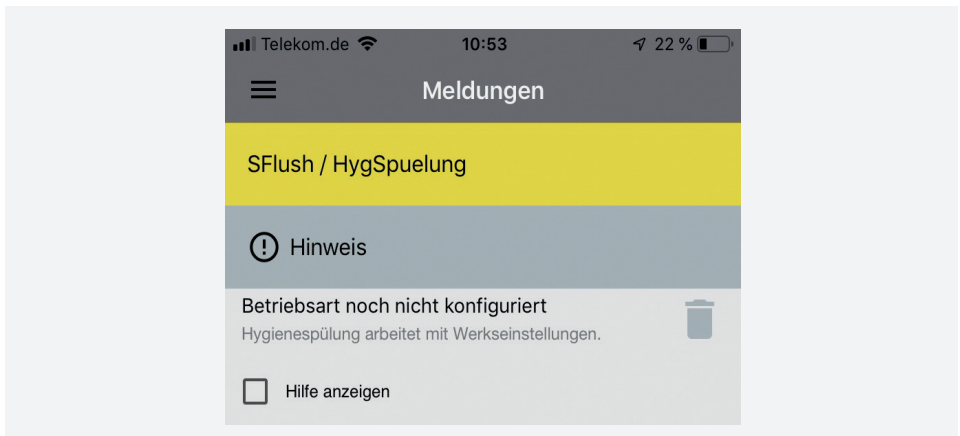 Telekom.de 10:53 22 %
Meldungen
SFlush / HygSpuelung
Hinweis
Betriebsart noch nicht konfiguriert
Hygienespülung arbeitet mit Werkseinstellungen.
Hilfe anzeigen